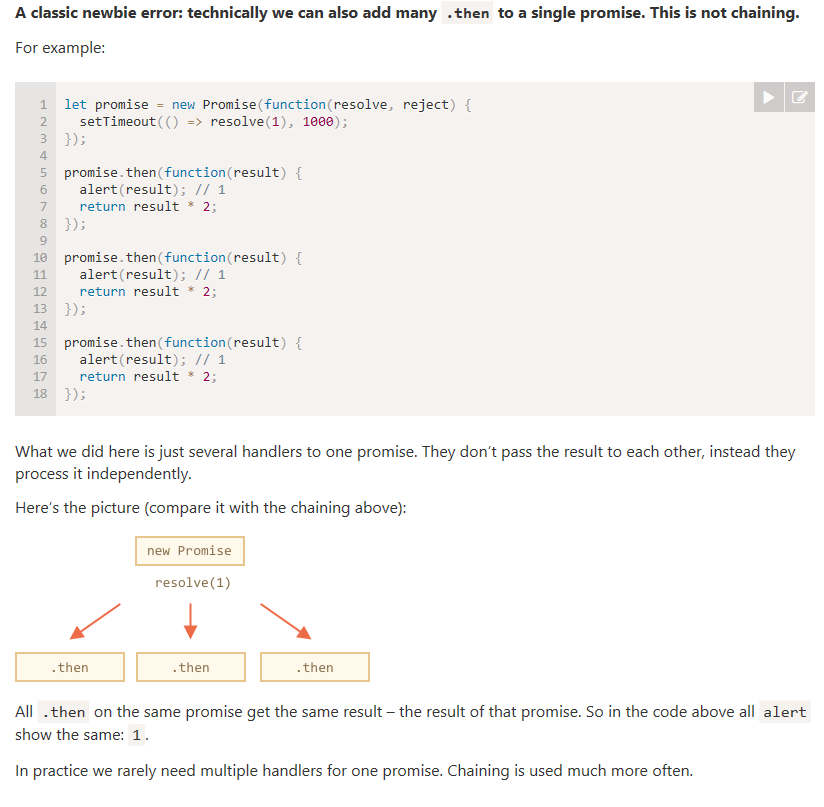 A classic newbie error: technically we can also add many .then to a single promise. This is not chaining.
For example:
1 let promise = new Promise(function(resolve, reject) {
2   setTimeout(() => resolve(1), 1000);
3 });
4
5 promise.then(function(result) {
6   alert(result); // 1
7   return result * 2;
8 });
9
10 promise.then(function(result) {
11   alert(result); // 1
12   return result * 2;
13 });
14
15 promise.then(function(result) {
16   alert(result); // 1
17   return result * 2;
18 });
What we did here is just several handlers to one promise. They don’t pass the result to each other, instead they
process it independently.
Here’s the picture (compare it with the chaining above):
new Promise
resolve(1)
.then .then .then
All .then on the same promise get the same result – the result of that promise. So in the code above all alert
show the same: 1.
In practice we rarely need multiple handlers for one promise. Chaining is used much more often.